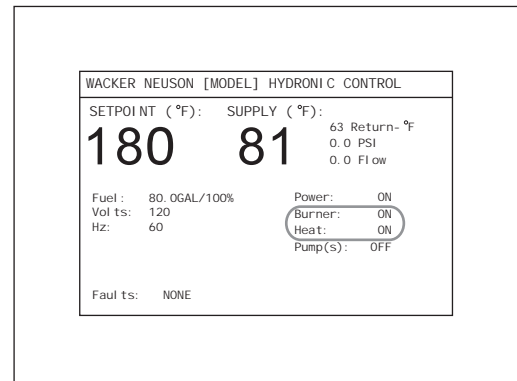 WACKER NEUSON [MODEL] HYDRONIC CONTROL
SETPOINT (°F): SUPPLY (°F):
180 81
63 Return-°F
0.0 PSI
0.0 Flow
Fuel: 80.0GAL/100%
Volts: 120
Hz: 60
Power: ON
Burner: ON
Heat: ON
Pump(s): OFF
Faults: NONE